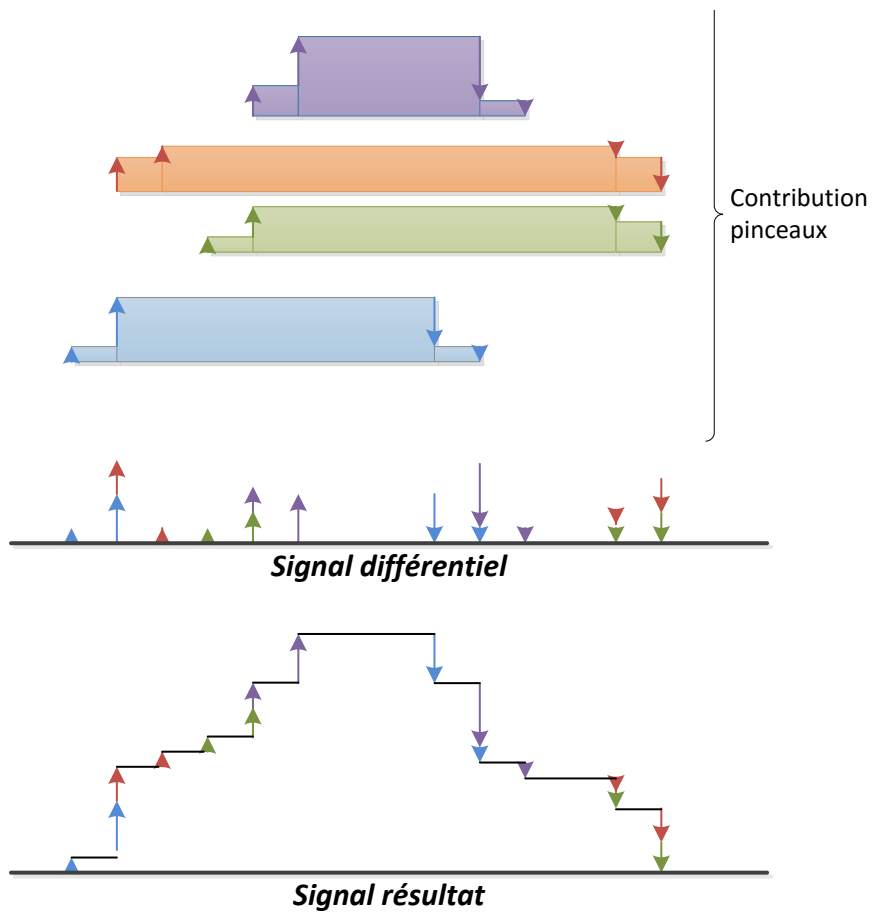 Contribution
pinceaux
Signal différentiel
Signal résultat